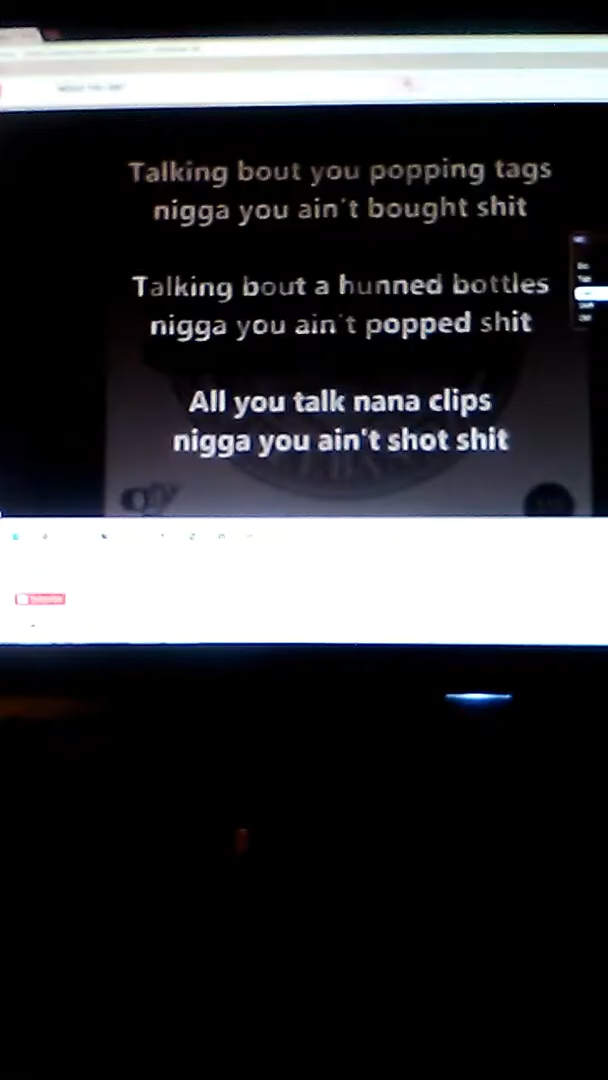 Talking bout you popping tags
nigga you ain't bought shit
Talking bout a hunned bottles
nigga you ain't popped shit
All you talk nana clips
nigga you ain't shot shit